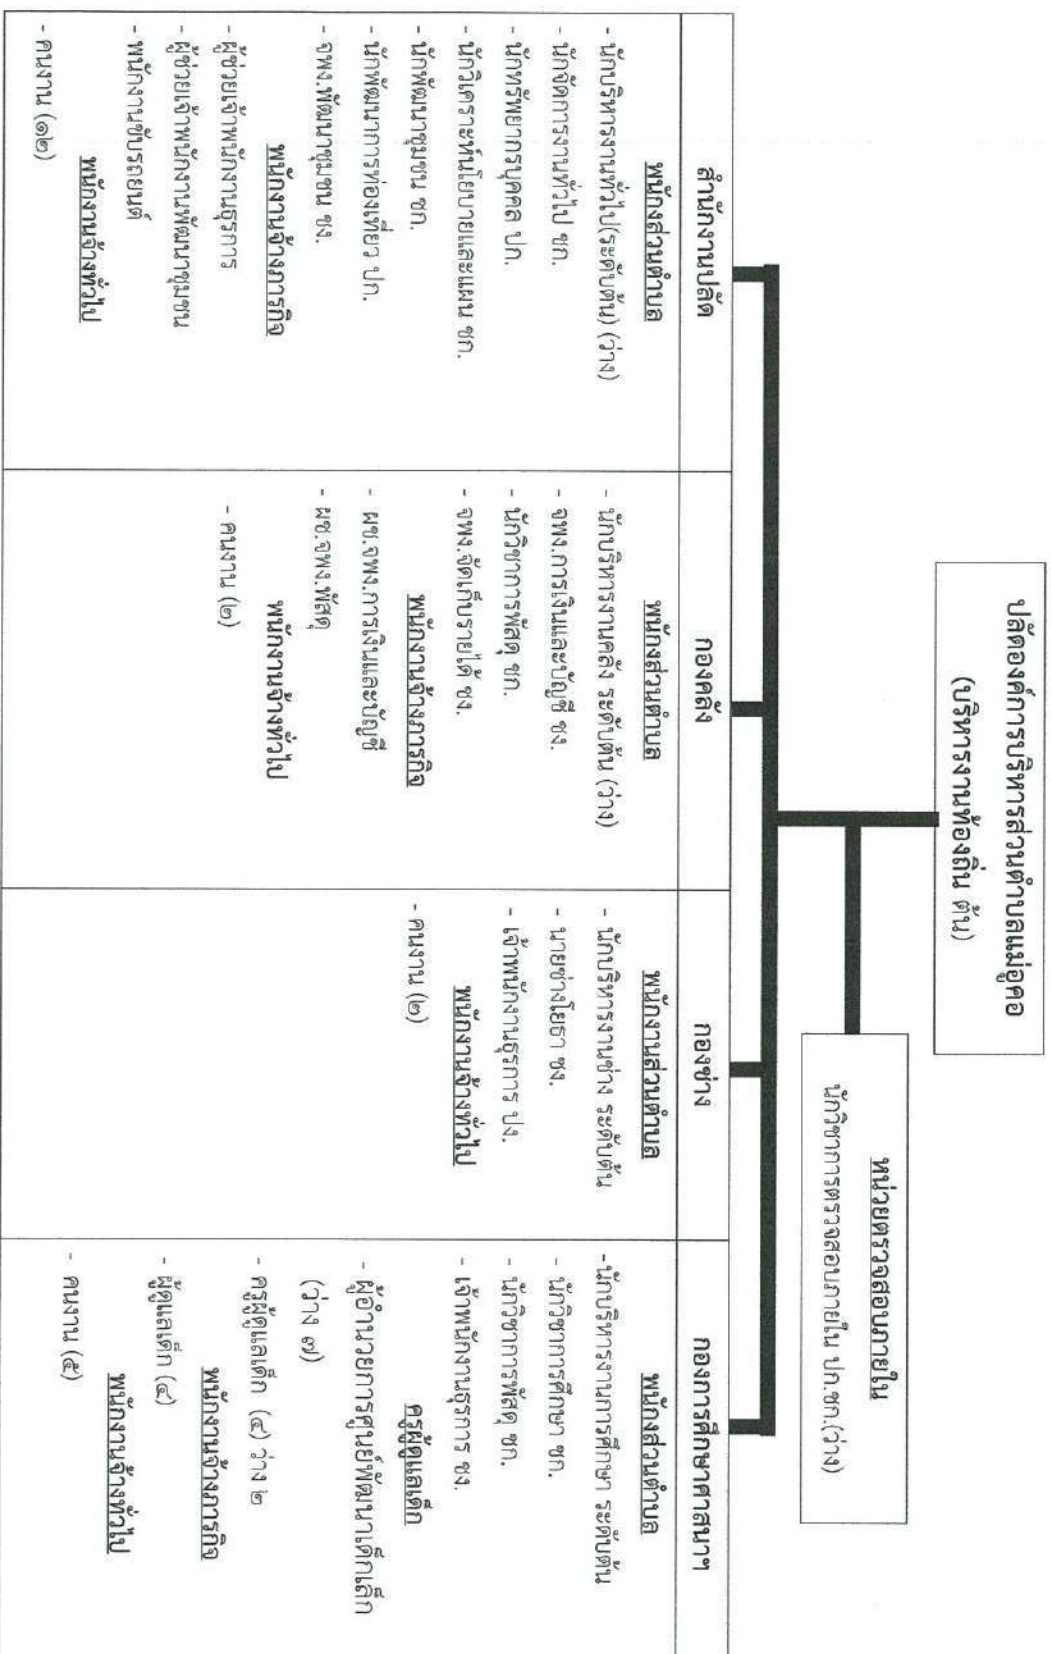 ปลัดองค์การบริหารส่วนตำบลแม่อูคอ
(บริหารงานท้องถิ่น ต้น)
หน่วยตรวจสอบภายใน
นักวิชาการตรวจสอบภายใน ปก.ชก.(ว่าง)
สำนักงานปลัด
พนักงานส่วนตำบล
- นักบริหารงานทั่วไป(ระดับต้น) (ว่าง)
- นักจัดการงานทั่วไป ชก.
- นักทรัพยากรบุคคล ปก.
- นักวิเคราะห์นโยบายและแผน ชก.
- นักพัฒนาชุมชน ชก.
- นักพัฒนาการท่องเที่ยว ปก.
- จพง.พัฒนาชุมชน ชง.
พนักงานจ้างภารกิจ
- ผู้ช่วยเจ้าพนักงานธุรการ
- ผู้ช่วยเจ้าพนักงานพัฒนาชุมชน
- พนักงานขับรถยนต์
พนักงานจ้างทั่วไป
- คนงาน (๑๒)
กองคลัง
พนักงานส่วนตำบล
- นักบริหารงานคลัง ระดับต้น (ว่าง)
- จพง.การเงินและบัญชี ชง.
- นักวิชาการพัสดุ ชก.
- จพง.จัดเก็บรายได้ ชง.
พนักงานจ้างภารกิจ
- ผช.จพง.การเงินและบัญชี
- ผช.จพง.พัสดุ
พนักงานจ้างทั่วไป
- คนงาน (๒)
กองช่าง
พนักงานส่วนตำบล
- นักบริหารงานช่าง ระดับต้น
- นายช่างโยธา ชง.
- เจ้าพนักงานธุรการ ปง.
พนักงานจ้างทั่วไป
- คนงาน (๒)
กองการศึกษาศาสนาฯ
พนักงานส่วนตำบล
-นักบริหารงานการศึกษา ระดับต้น
- นักวิชาการศึกษา ชก.
- นักวิชาการพัสดุ ชก.
- เจ้าพนักงานธุรการ ชง.
ครูผู้ดูแลเด็ก
- ผู้อำนวยการศูนย์พัฒนาเด็กเล็ก
(ว่าง ๗)
- ครูผู้ดูแลเด็ก (๔) ว่าง ๒
พนักงานจ้างภารกิจ
- ผู้ดูแลเด็ก (๔)
พนักงานจ้างทั่วไป
- คนงาน (๕)